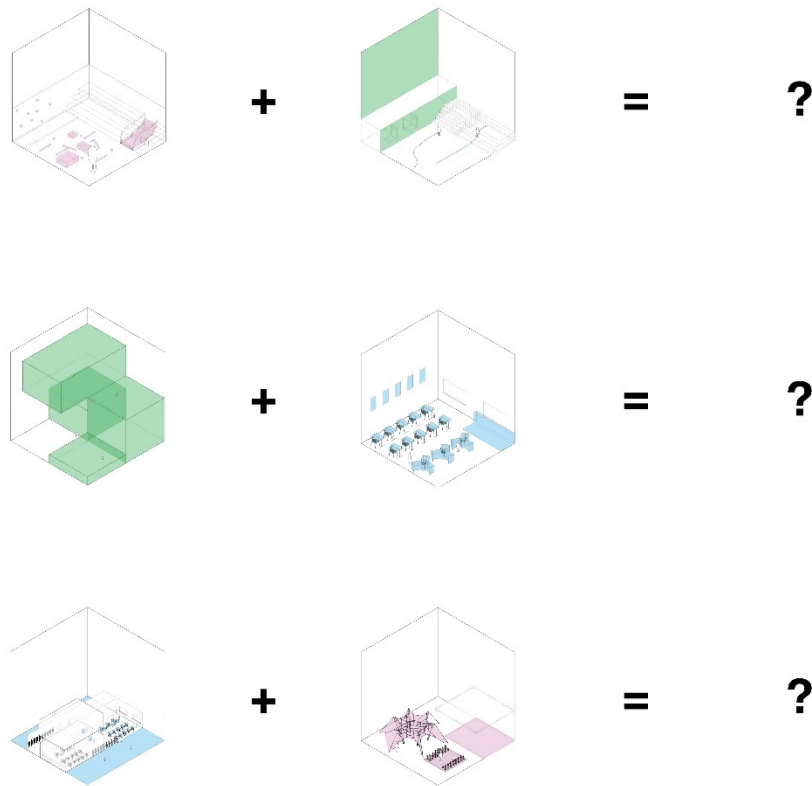 + = ?
+ = ?
+ = ?